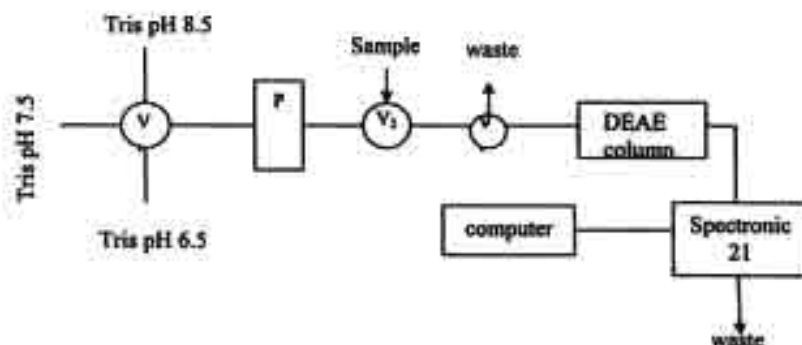 Tris pH 8.5
Sample
waste
Tris pH 7.5
V
P
V₂
DEAE
column
Tris pH 6.5
computer
Spectronic
21
waste